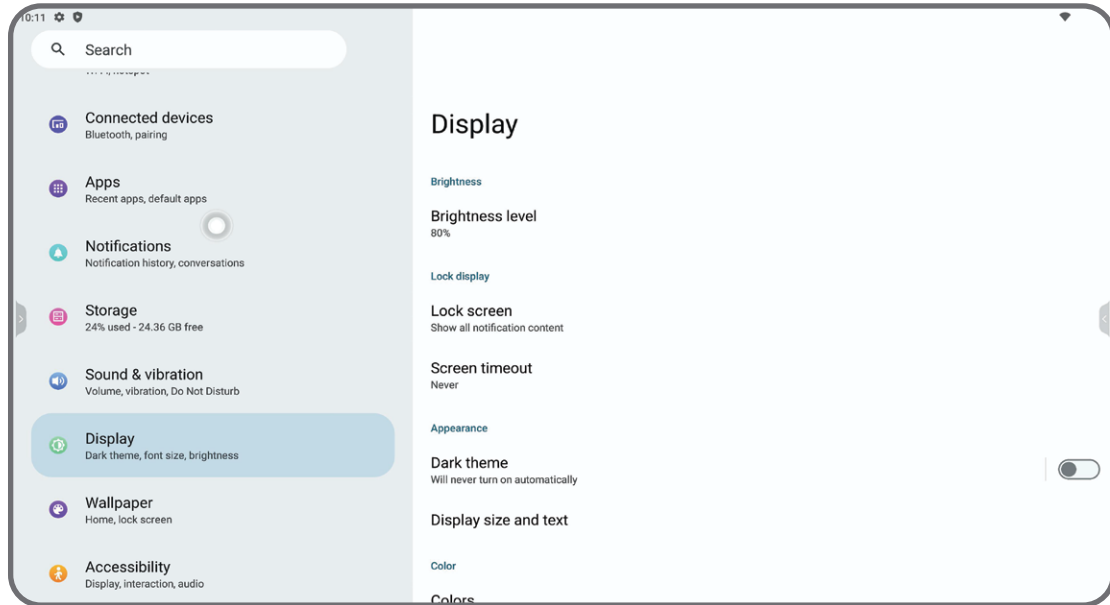 10:11
Search
Connected devices
Bluetooth, pairing
Apps
Recent apps, default apps
Notifications
Notification history, conversations
Storage
24% used - 24.36 GB free
Sound & vibration
Volume, vibration, Do Not Disturb
Display
Dark theme, font size, brightness
Wallpaper
Home, lock screen
Accessibility
Display, interaction, audio
Display
Brightness
Brightness level
80%
Lock display
Lock screen
Show all notification content
Screen timeout
Never
Appearance
Dark theme
Will never turn on automatically
Display size and text
Color
Colors